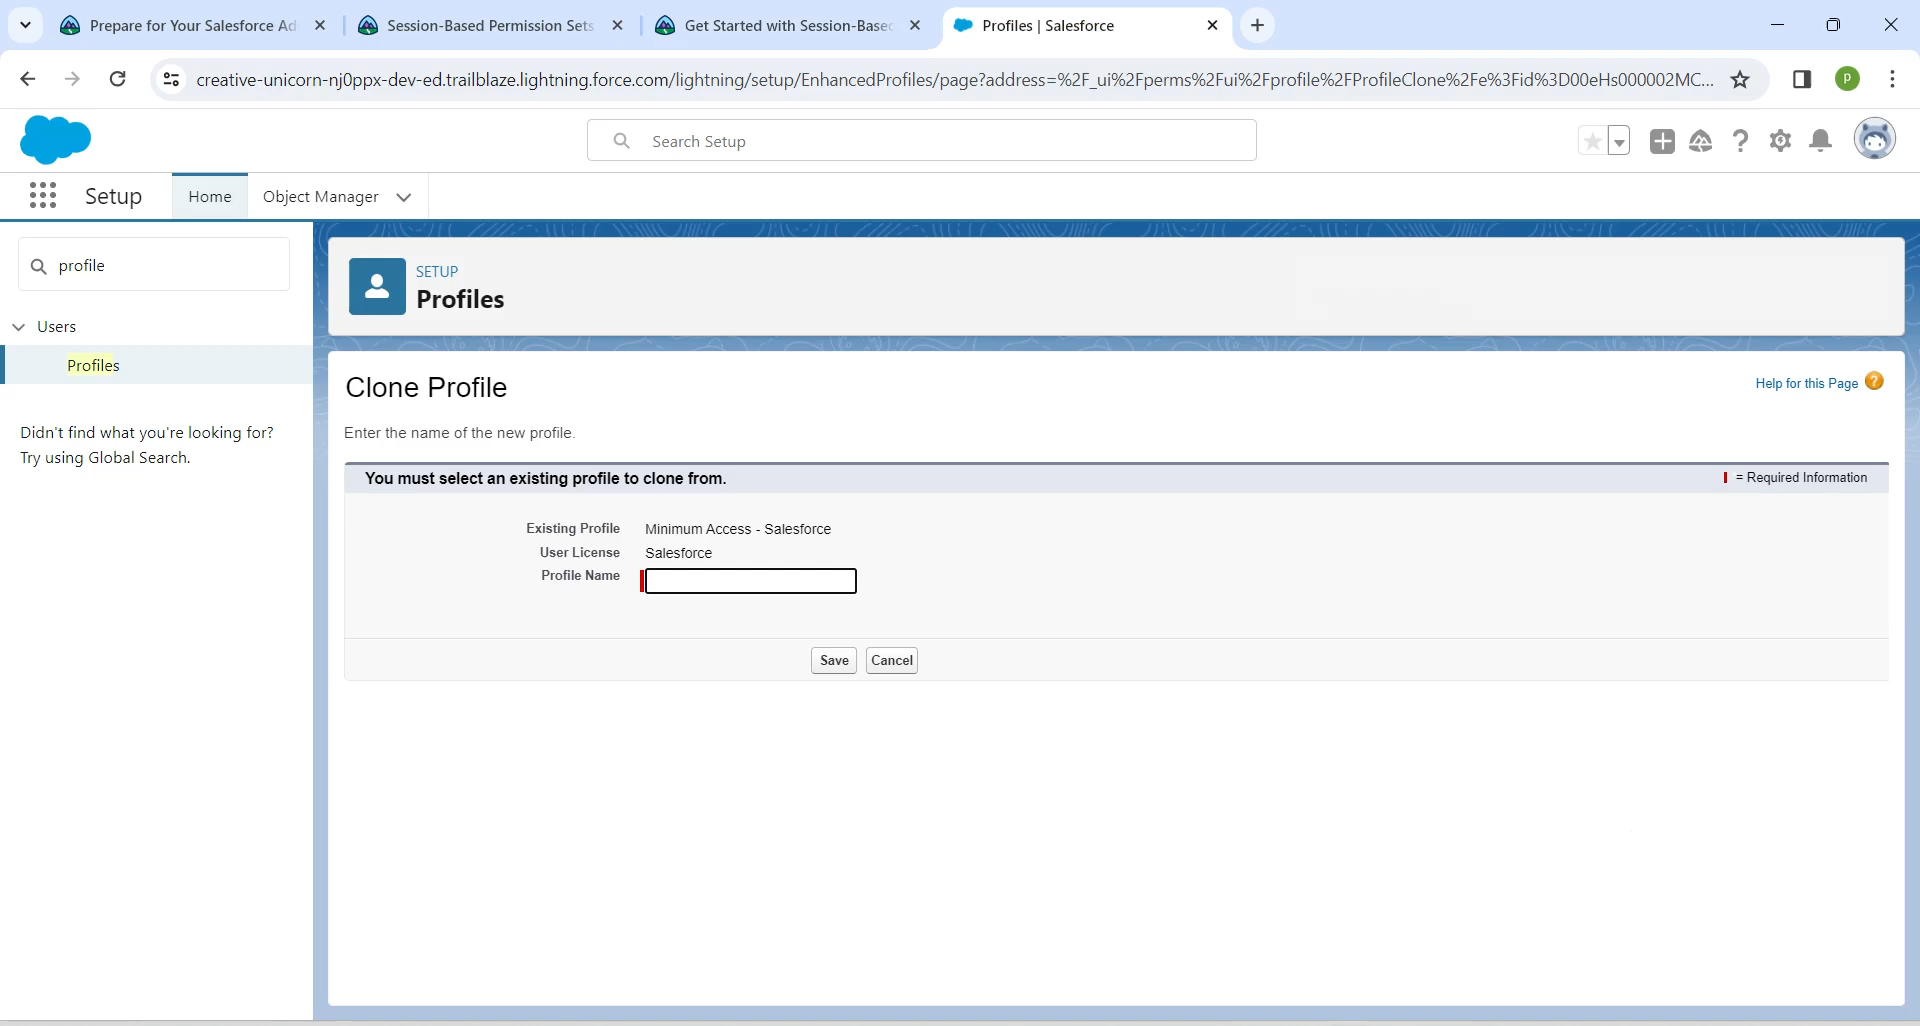 Prepare for Your Salesforce Ad
Session-Based Permission Sets
Get Started with Session-Based
Profiles | Salesforce
creative-unicorn-nj0ppx-dev-ed.trailblaze.lightning.force.com/lightning/setup/EnhancedProfiles/page?address=%2F_ui%2Fperms%2Fui%2Fprofile%2FProfileClone%2Fe%3Fid%3D00eHs000002MC...
P
Search Setup
Setup
Home
Object Manager
profile
Users
Profiles
Didn't find what you're looking for?
Try using Global Search.
SETUP
Profiles
Clone Profile
Help for this Page
Enter the name of the new profile.
You must select an existing profile to clone from.
= Required Information
Existing Profile Minimum Access - Salesforce
User License Salesforce
Profile Name
Save Cancel